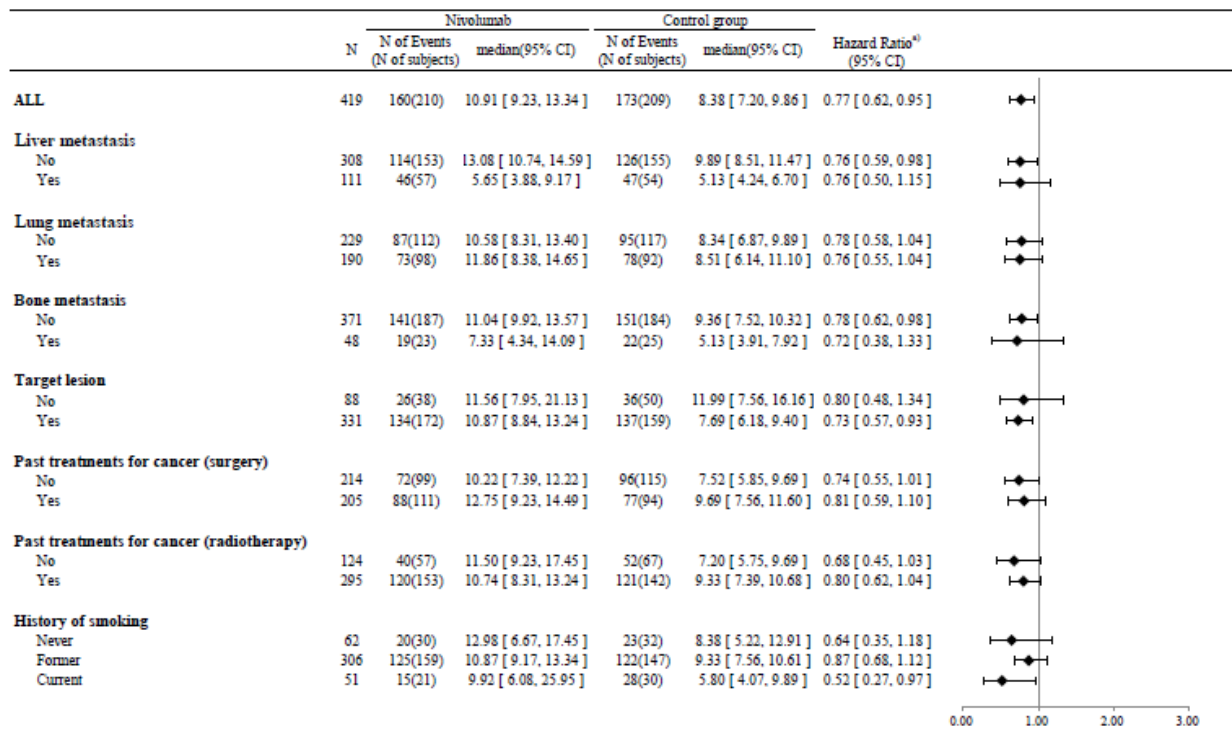 Nivolumab Control group
N N of Events (N of subjects) median(95% CI) N of Events (N of subjects) median(95% CI) Hazard Ratioᵃ⁾ (95% CI)
ALL 419 160(210) 10.91 [ 9.23, 13.34 ] 173(209) 8.38 [ 7.20, 9.86 ] 0.77 [ 0.62, 0.95 ]
Liver metastasis
No 308 114(153) 13.08 [ 10.74, 14.59 ] 126(155) 9.89 [ 8.51, 11.47 ] 0.76 [ 0.59, 0.98 ]
Yes 111 46(57) 5.65 [ 3.88, 9.17 ] 47(54) 5.13 [ 4.24, 6.70 ] 0.76 [ 0.50, 1.15 ]
Lung metastasis
No 229 87(112) 10.58 [ 8.31, 13.40 ] 95(117) 8.34 [ 6.87, 9.89 ] 0.78 [ 0.58, 1.04 ]
Yes 190 73(98) 11.86 [ 8.38, 14.65 ] 78(92) 8.51 [ 6.14, 11.10 ] 0.76 [ 0.55, 1.04 ]
Bone metastasis
No 371 141(187) 11.04 [ 9.92, 13.57 ] 151(184) 9.36 [ 7.52, 10.32 ] 0.78 [ 0.62, 0.98 ]
Yes 48 19(23) 7.33 [ 4.34, 14.09 ] 22(25) 5.13 [ 3.91, 7.92 ] 0.72 [ 0.38, 1.33 ]
Target lesion
No 88 26(38) 11.56 [ 7.95, 21.13 ] 36(50) 11.99 [ 7.56, 16.16 ] 0.80 [ 0.48, 1.34 ]
Yes 331 134(172) 10.87 [ 8.84, 13.24 ] 137(159) 7.69 [ 6.18, 9.40 ] 0.73 [ 0.57, 0.93 ]
Past treatments for cancer (surgery)
No 214 72(99) 10.22 [ 7.39, 12.22 ] 96(115) 7.52 [ 5.85, 9.69 ] 0.74 [ 0.55, 1.01 ]
Yes 205 88(111) 12.75 [ 9.23, 14.49 ] 77(94) 9.69 [ 7.56, 11.60 ] 0.81 [ 0.59, 1.10 ]
Past treatments for cancer (radiotherapy)
No 124 40(57) 11.50 [ 9.23, 17.45 ] 52(67) 7.20 [ 5.75, 9.69 ] 0.68 [ 0.45, 1.03 ]
Yes 295 120(153) 10.74 [ 8.31, 13.24 ] 121(142) 9.33 [ 7.39, 10.68 ] 0.80 [ 0.62, 1.04 ]
History of smoking
Never 62 20(30) 12.98 [ 6.67, 17.45 ] 23(32) 8.38 [ 5.22, 12.91 ] 0.64 [ 0.35, 1.18 ]
Former 306 125(159) 10.87 [ 9.17, 13.34 ] 122(147) 9.33 [ 7.56, 10.61 ] 0.87 [ 0.68, 1.12 ]
Current 51 15(21) 9.92 [ 6.08, 25.95 ] 28(30) 5.80 [ 4.07, 9.89 ] 0.52 [ 0.27, 0.97 ]
0.00 1.00 2.00 3.00